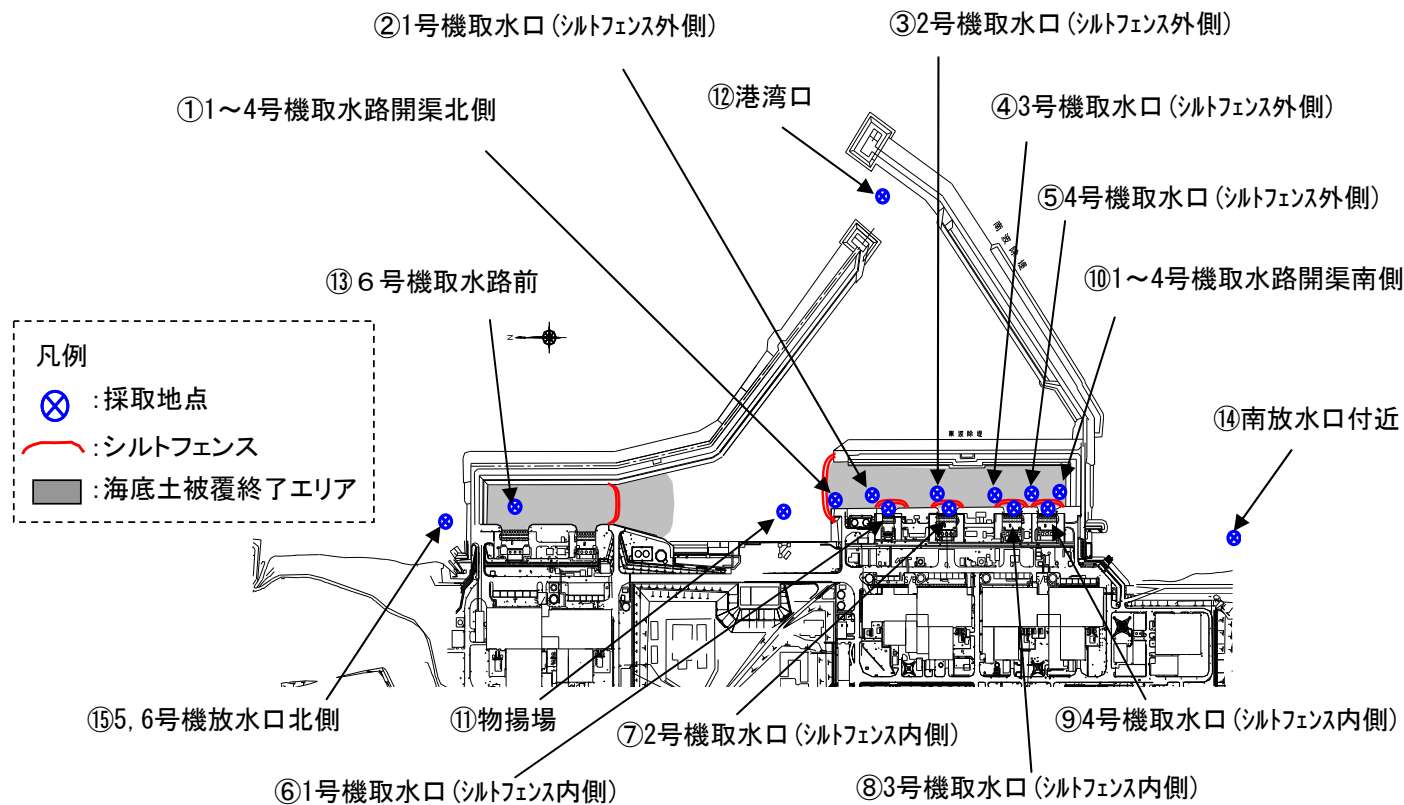 ②1号機取水口(シルトフェンス外側)
③2号機取水口(シルトフェンス外側)
①1～4号機取水路開渠北側
⑫港湾口
④3号機取水口(シルトフェンス外側)
⑤4号機取水口(シルトフェンス外側)
南波除堤
⑬6号機取水路前
⑩1～4号機取水路開渠南側
N
凡例
:採取地点
:シルトフェンス
:海底土被覆終了エリア
⑭南放水口付近
東波除堤
⑮5,6号機放水口北側
⑪物揚場
⑦2号機取水口(シルトフェンス内側)
⑨4号機取水口(シルトフェンス内側)
⑥1号機取水口(シルトフェンス内側)
⑧3号機取水口(シルトフェンス内側)